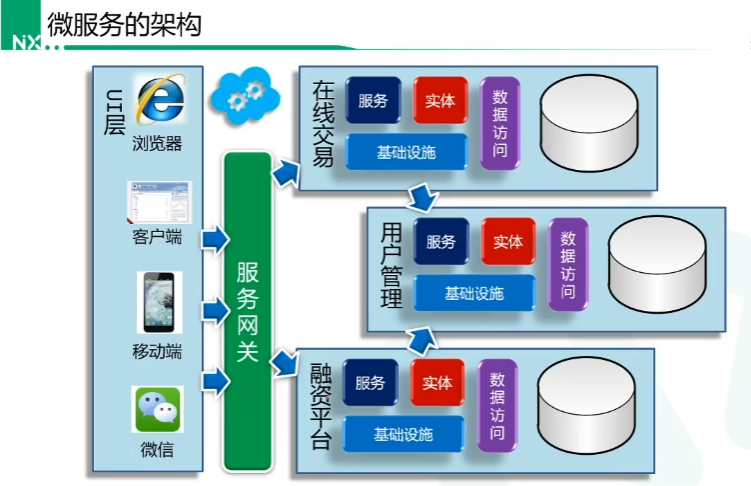 微服务的架构
NX
UI层
浏览器
客户端
移动端
微信
服务网关
在线交易
服务
实体
数据访问
基础设施
用户管理
服务
实体
数据访问
基础设施
融资平台
服务
实体
数据访问
基础设施